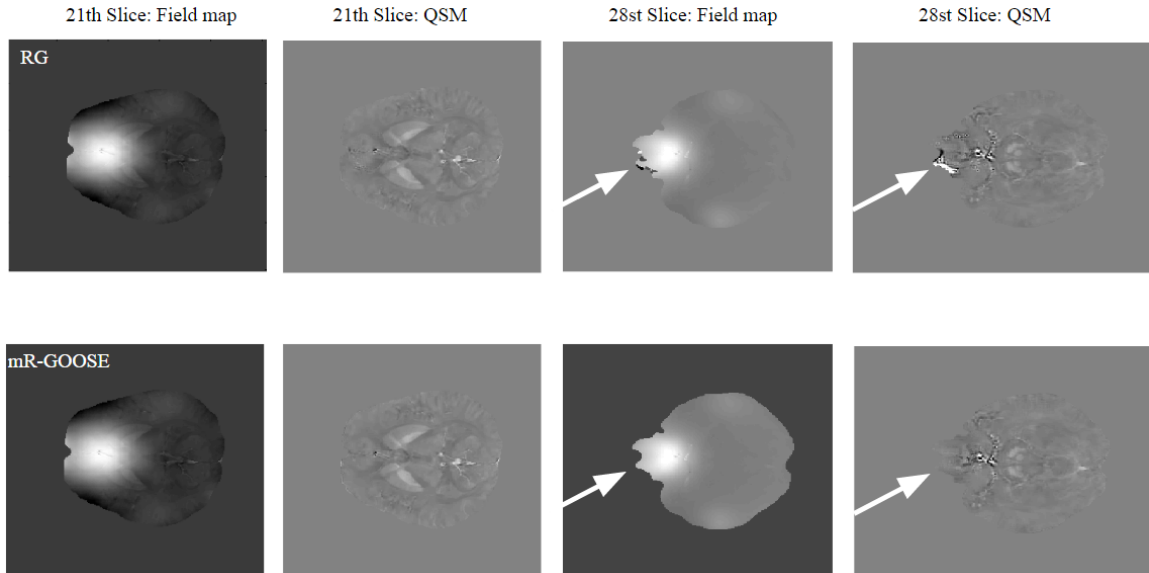 21th Slice: Field map
21th Slice: QSM
28st Slice: Field map
28st Slice: QSM
RG
mR-GOOSE